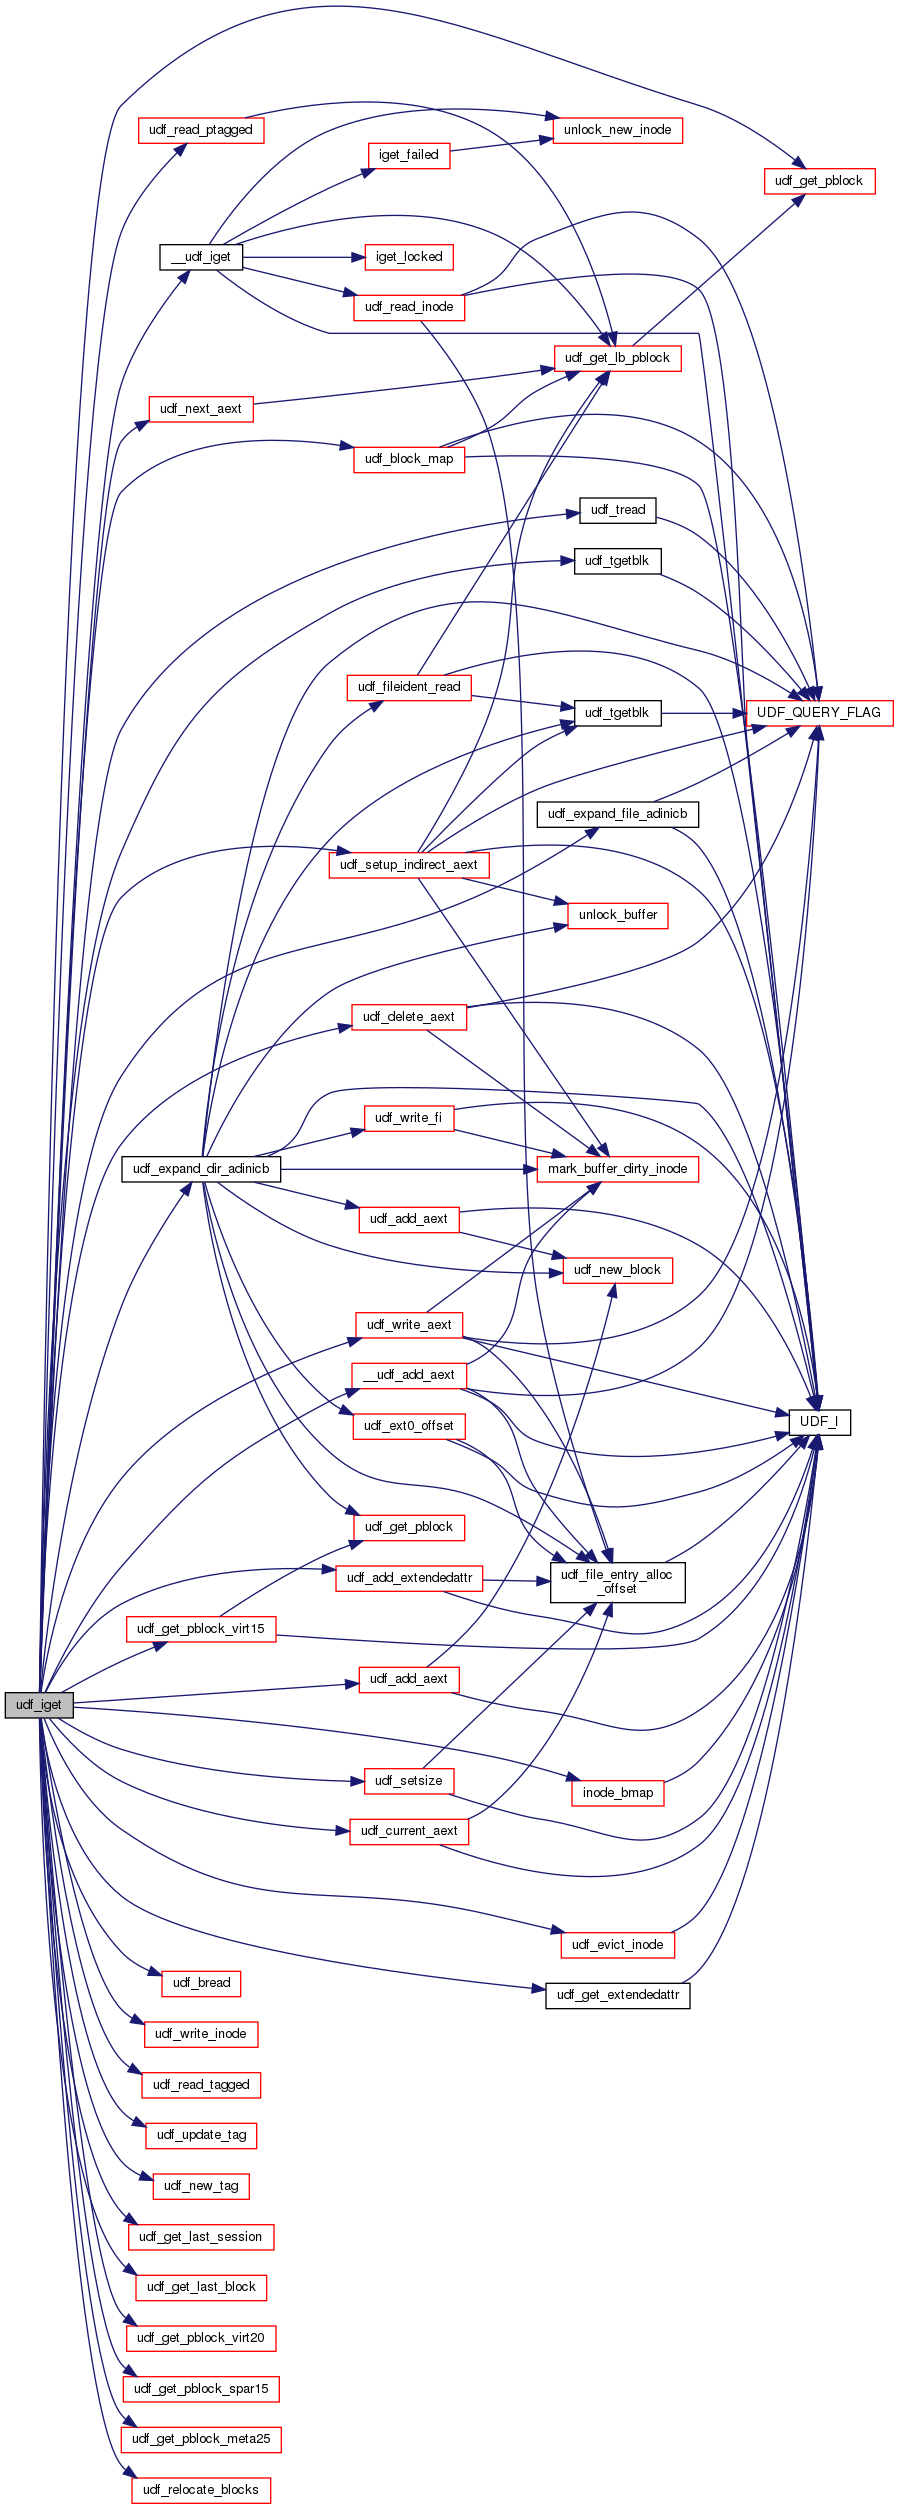 udf_read_ptagged
unlock_new_inode
iget_failed
udf_get_pblock
__udf_iget
iget_locked
udf_read_inode
udf_get_lb_pblock
udf_next_aext
udf_block_map
udf_tread
udf_tgetblk
udf_fileident_read
udf_tgetblk
UDF_QUERY_FLAG
udf_expand_file_adinicb
udf_setup_indirect_aext
unlock_buffer
udf_delete_aext
udf_write_fi
udf_expand_dir_adinicb
mark_buffer_dirty_inode
udf_add_aext
udf_new_block
udf_write_aext
__udf_add_aext
udf_ext0_offset
UDF_I
udf_get_pblock
udf_add_extendedattr
udf_file_entry_alloc
_offset
udf_get_pblock_virt15
udf_add_aext
udf_iget
udf_setsize
inode_bmap
udf_current_aext
udf_evict_inode
udf_bread
udf_get_extendedattr
udf_write_inode
udf_read_tagged
udf_update_tag
udf_new_tag
udf_get_last_session
udf_get_last_block
udf_get_pblock_virt20
udf_get_pblock_spar15
udf_get_pblock_meta25
udf_relocate_blocks